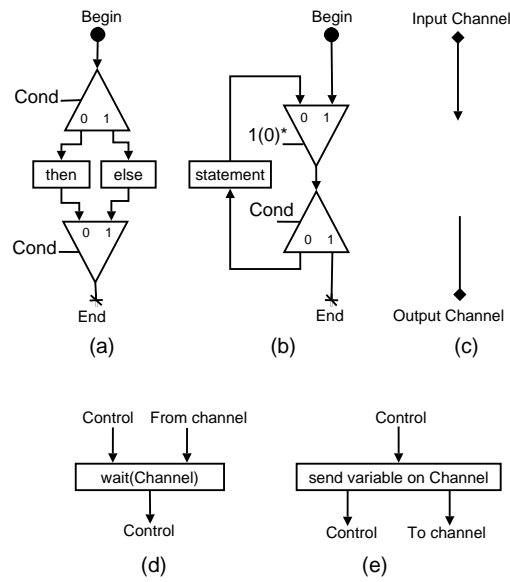 Begin
Cond
0 1
then else
Cond
0 1
End
(a)
Begin
0 1
1(0)*
statement
Cond
0 1
End
(b)
Input Channel
Output Channel
(c)
Control From channel
wait(Channel)
Control
(d)
Control
send variable on Channel
Control To channel
(e)